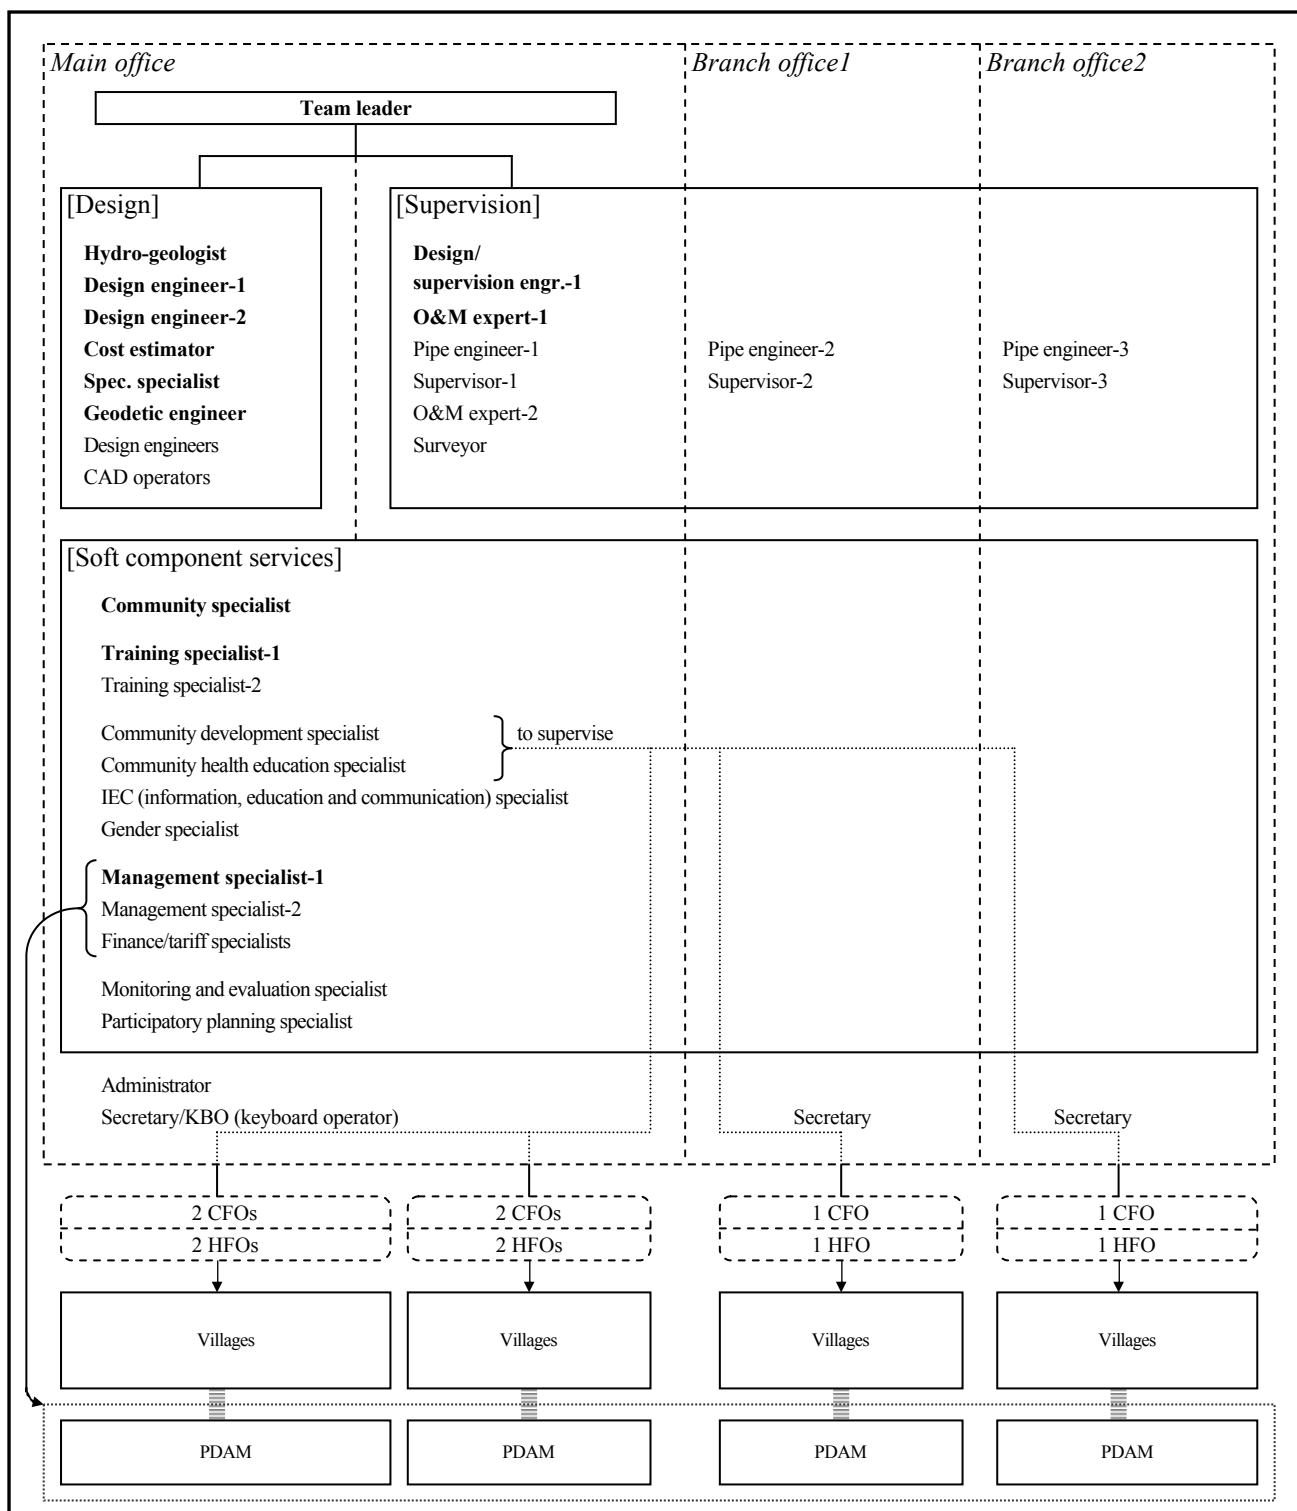 Main office
Branch office1
Branch office2
Team leader
[Design]
Hydro-geologist
Design engineer-1
Design engineer-2
Cost estimator
Spec. specialist
Geodetic engineer
Design engineers
CAD operators
[Supervision]
Design/
supervision engr.-1
O&M expert-1
Pipe engineer-1
Supervisor-1
O&M expert-2
Surveyor
Pipe engineer-2
Supervisor-2
Pipe engineer-3
Supervisor-3
[Soft component services]
Community specialist
Training specialist-1
Training specialist-2
Community development specialist
Community health education specialist
to supervise
IEC (information, education and communication) specialist
Gender specialist
Management specialist-1
Management specialist-2
Finance/tariff specialists
Monitoring and evaluation specialist
Participatory planning specialist
Administrator
Secretary/KBO (keyboard operator)
Secretary
Secretary
2 CFOs
2 HFOs
2 CFOs
2 HFOs
1 CFO
1 HFO
1 CFO
1 HFO
Villages
Villages
Villages
Villages
PDAM
PDAM
PDAM
PDAM